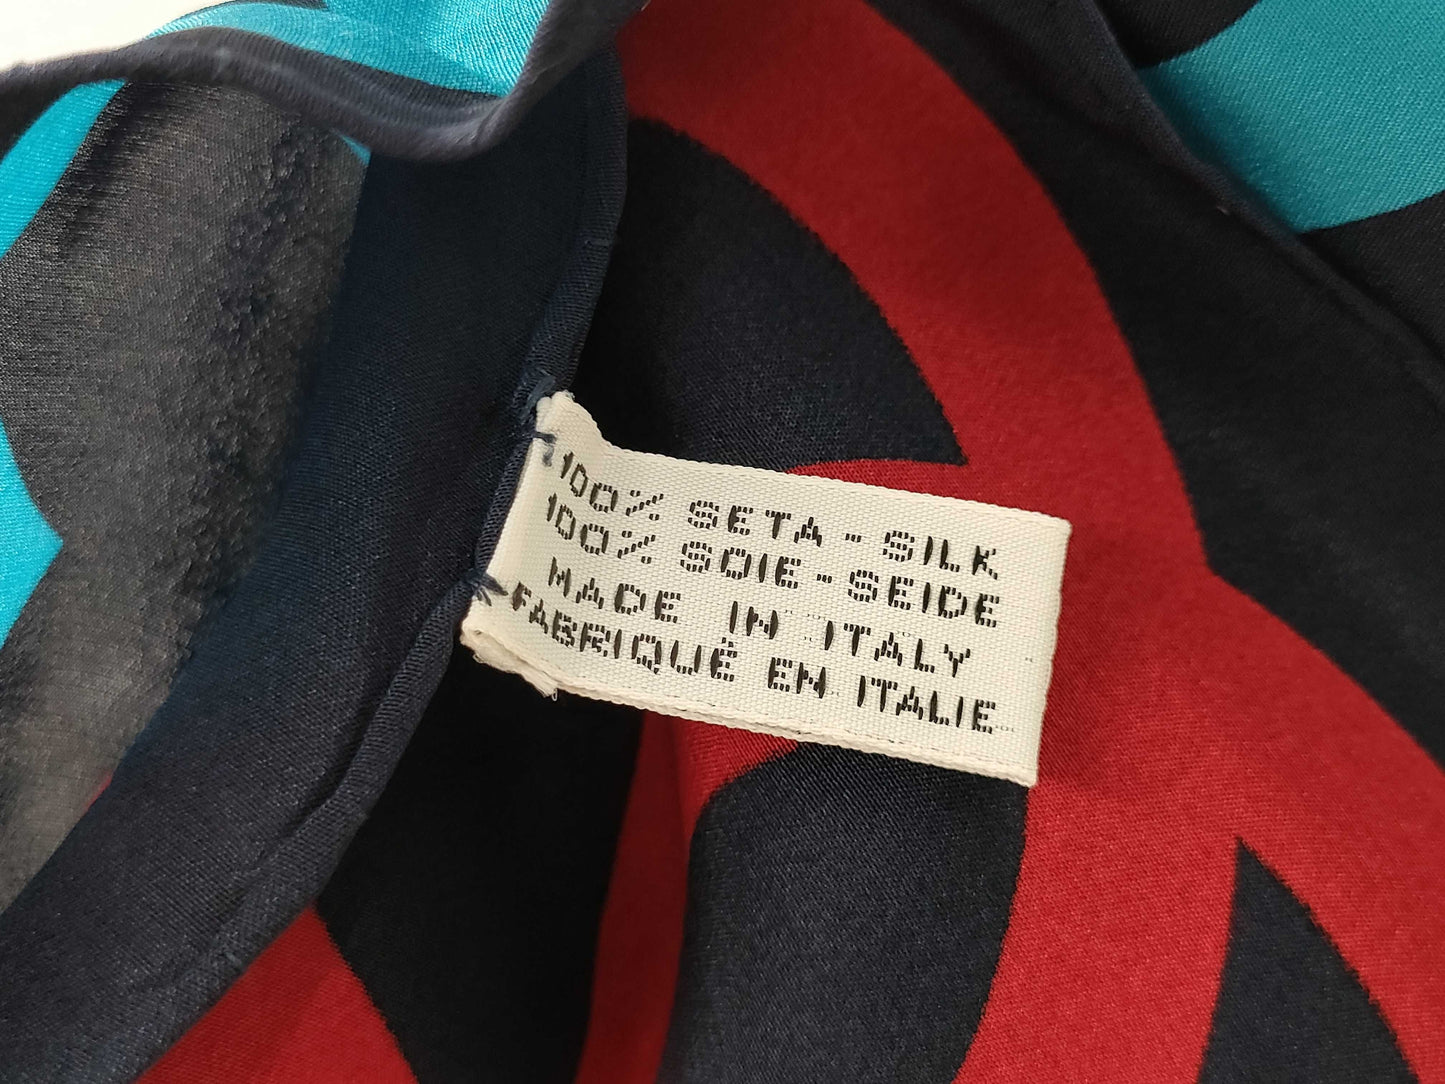 100% SETA - SILK
100% SOIE - SEIDE
MADE IN ITALY
FABRIQUÉ EN ITALIE